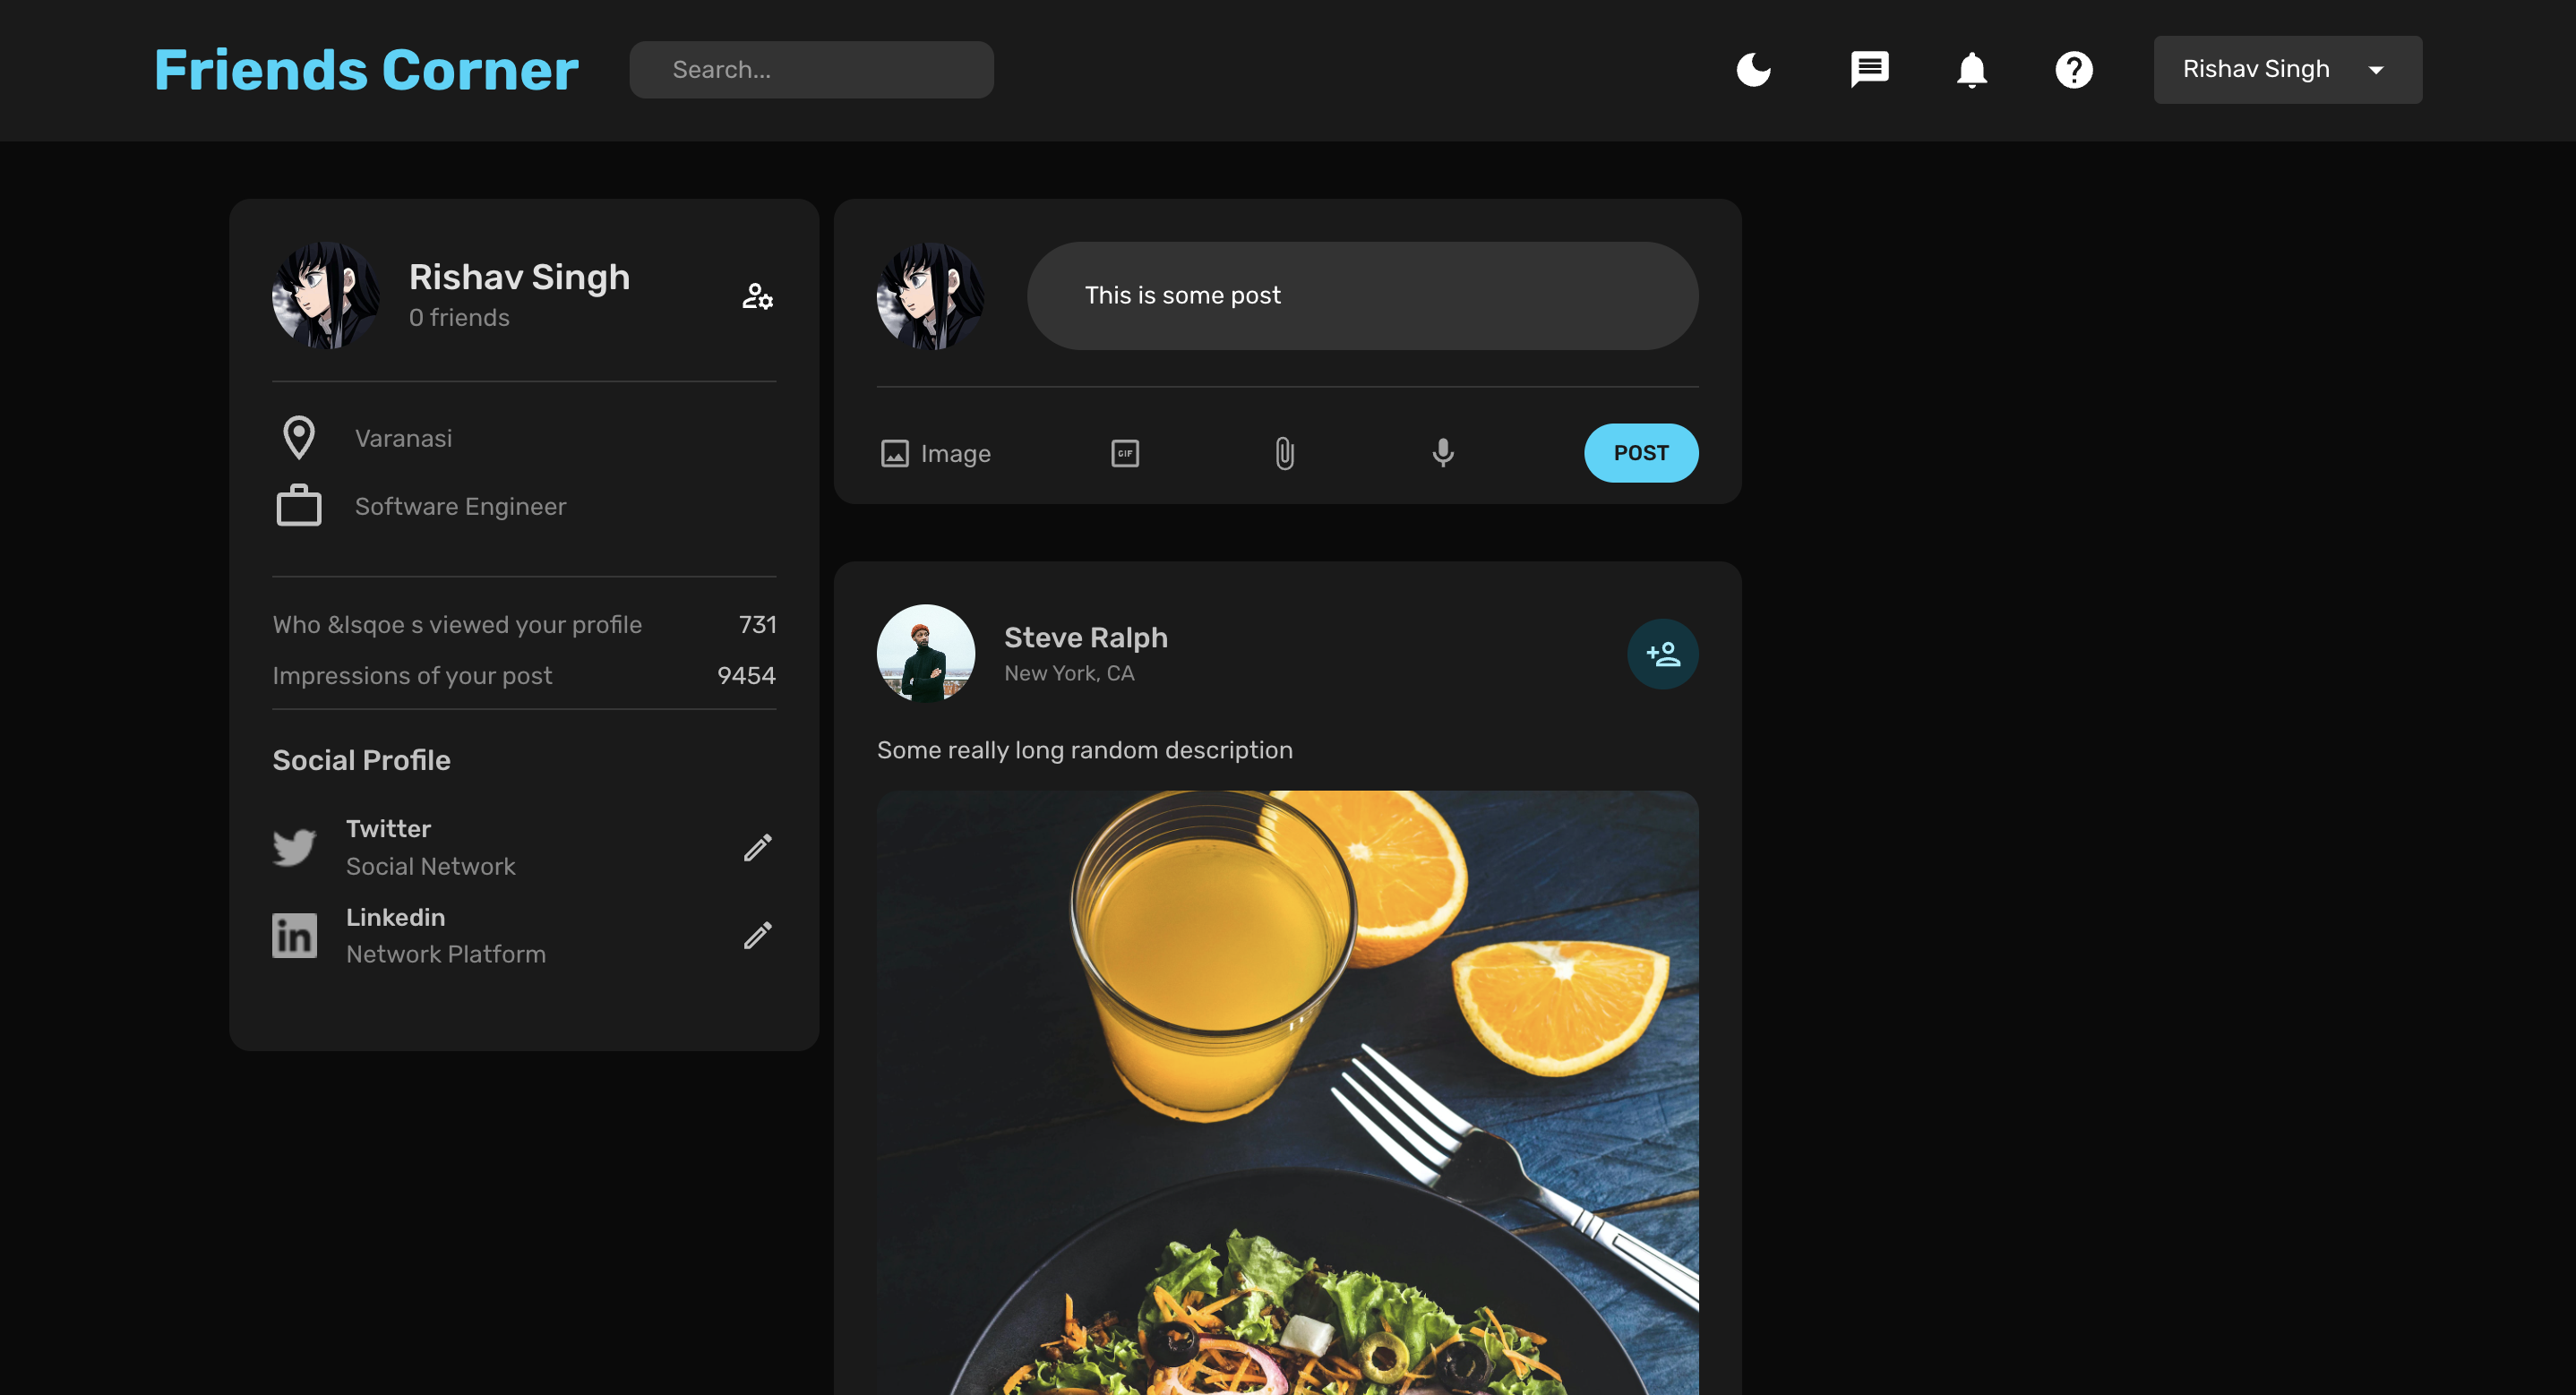 Friends Corner
Search...
Rishav Singh
Rishav Singh
0 friends
Varanasi
Software Engineer
Who &lsqoe s viewed your profile 731
Impressions of your post 9454
Social Profile
Twitter
Social Network
Linkedin
Network Platform
This is some post
Image
GIF
POST
Steve Ralph
New York, CA
Some really long random description